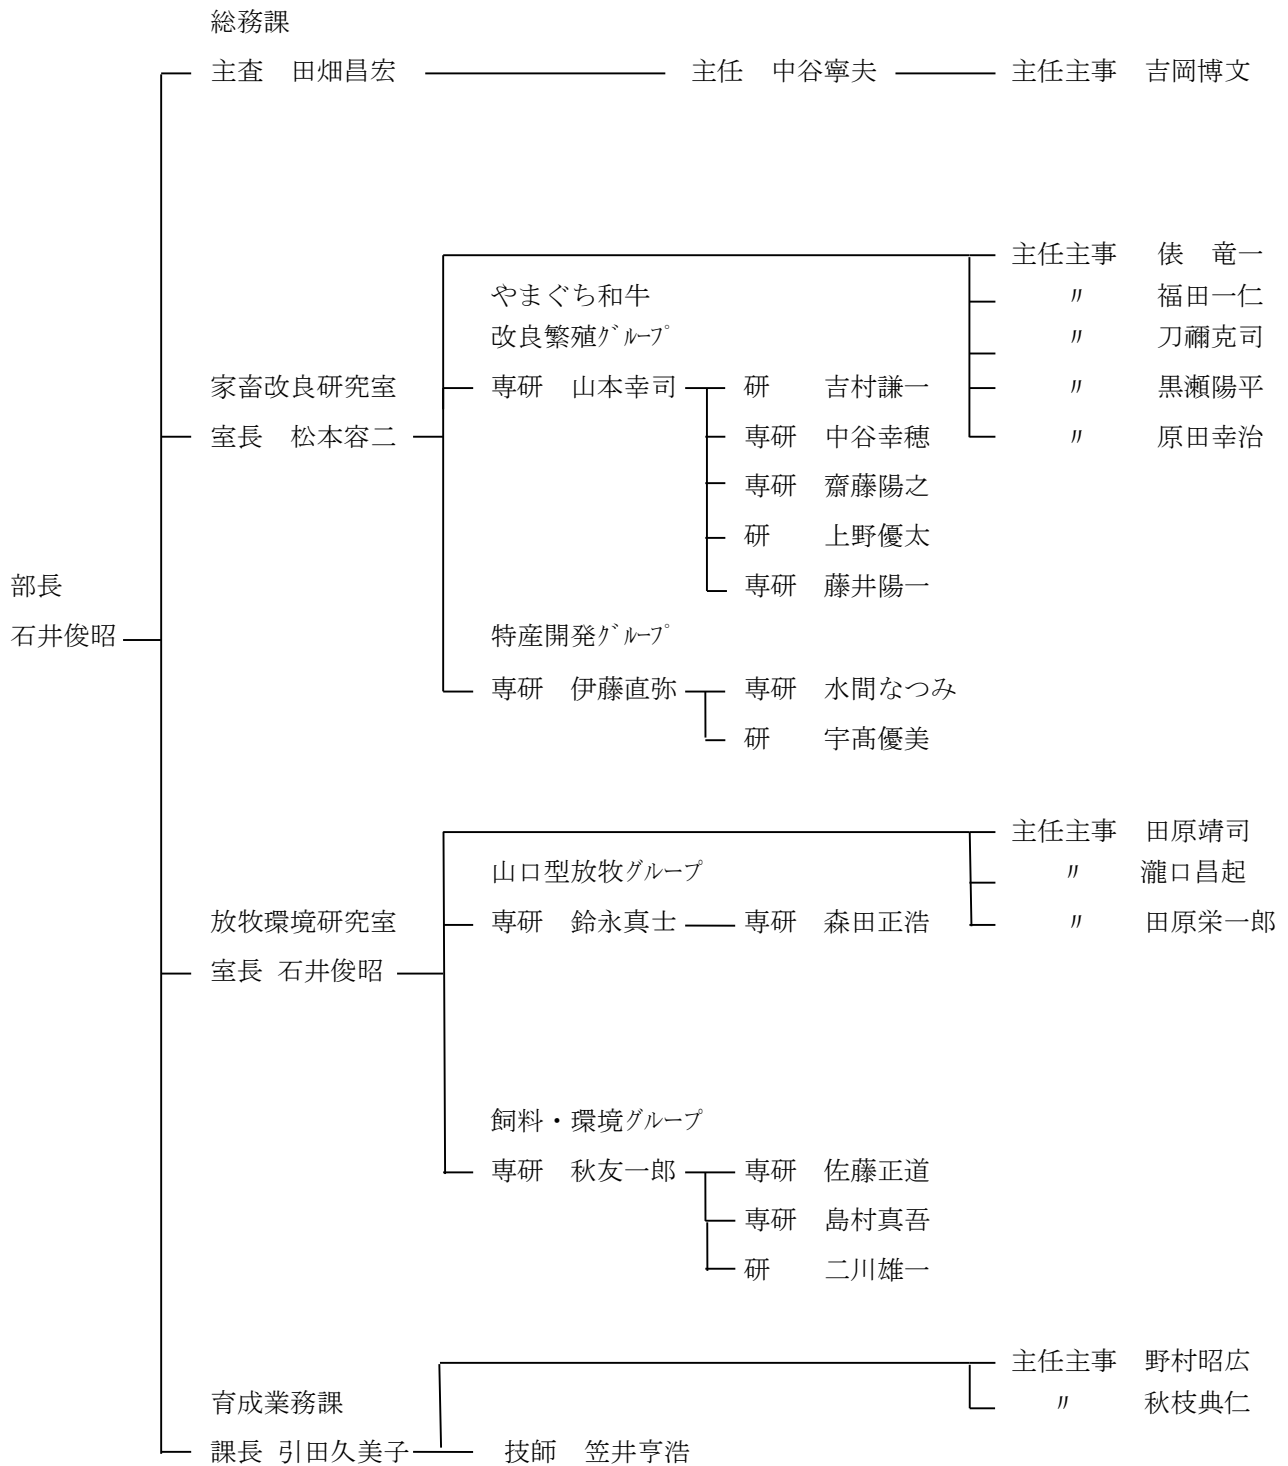 総務課
主査 田畑昌宏 主任 中谷寧夫 主任主事 吉岡博文
主任主事 俵 竜一
やまぐち和牛 〃 福田一仁
改良繁殖グループ 〃 刀禰克司
家畜改良研究室 専研 山本幸司 研 吉村謙一 〃 黒瀬陽平
室長 松本容二 専研 中谷幸穂 〃 原田幸治
専研 齋藤陽之
研 上野優太
部長 専研 藤井陽一
石井俊昭 特産開発グループ
専研 伊藤直弥 専研 水間なつみ
研 宇髙優美
主任主事 田原靖司
山口型放牧グループ 〃 瀧口昌起
放牧環境研究室 専研 鈴永真士 専研 森田正浩 〃 田原栄一郎
室長 石井俊昭
飼料・環境グループ
専研 秋友一郎 専研 佐藤正道
専研 島村真吾
研 二川雄一
主任主事 野村昭広
育成業務課 〃 秋枝典仁
課長 引田久美子 技師 笠井亨浩